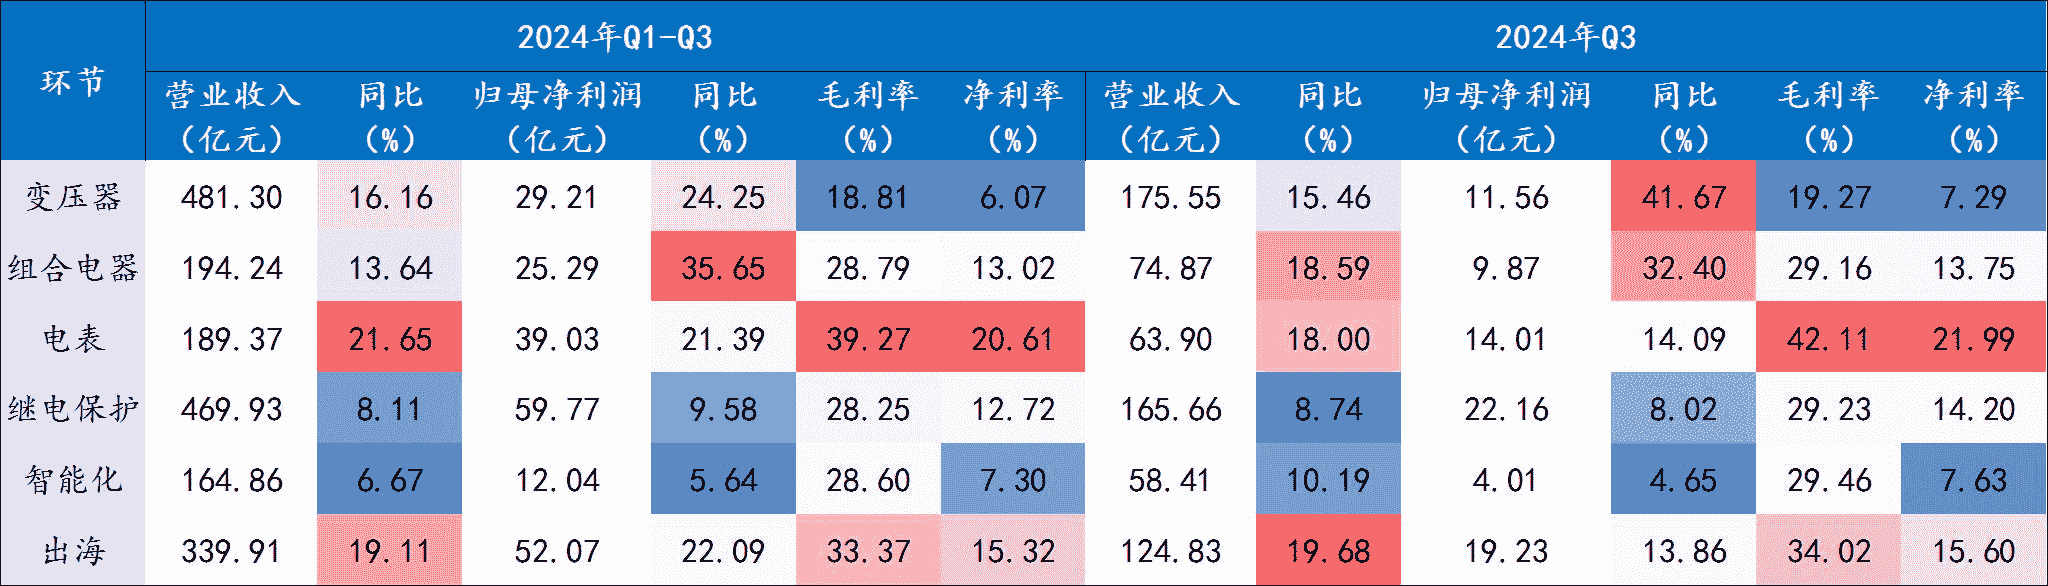 环节 2024年Q1-Q3 2024年Q3
营业收入（亿元） 同比（%） 归母净利润（亿元） 同比（%） 毛利率（%） 净利率（%） 营业收入（亿元） 同比（%） 归母净利润（亿元） 同比（%） 毛利率（%） 净利率（%）
变压器 481.30 16.16 29.21 24.25 18.81 6.07 175.55 15.46 11.56 41.67 19.27 7.29
组合电器 194.24 13.64 25.29 35.65 28.79 13.02 74.87 18.59 9.87 32.40 29.16 13.75
电表 189.37 21.65 39.03 21.39 39.27 20.61 63.90 18.00 14.01 14.09 42.11 21.99
继电保护 469.93 8.11 59.77 9.58 28.25 12.72 165.66 8.74 22.16 8.02 29.23 14.20
智能化 164.86 6.67 12.04 5.64 28.60 7.30 58.41 10.19 4.01 4.65 29.46 7.63
出海 339.91 19.11 52.07 22.09 33.37 15.32 124.83 19.68 19.23 13.86 34.02 15.60